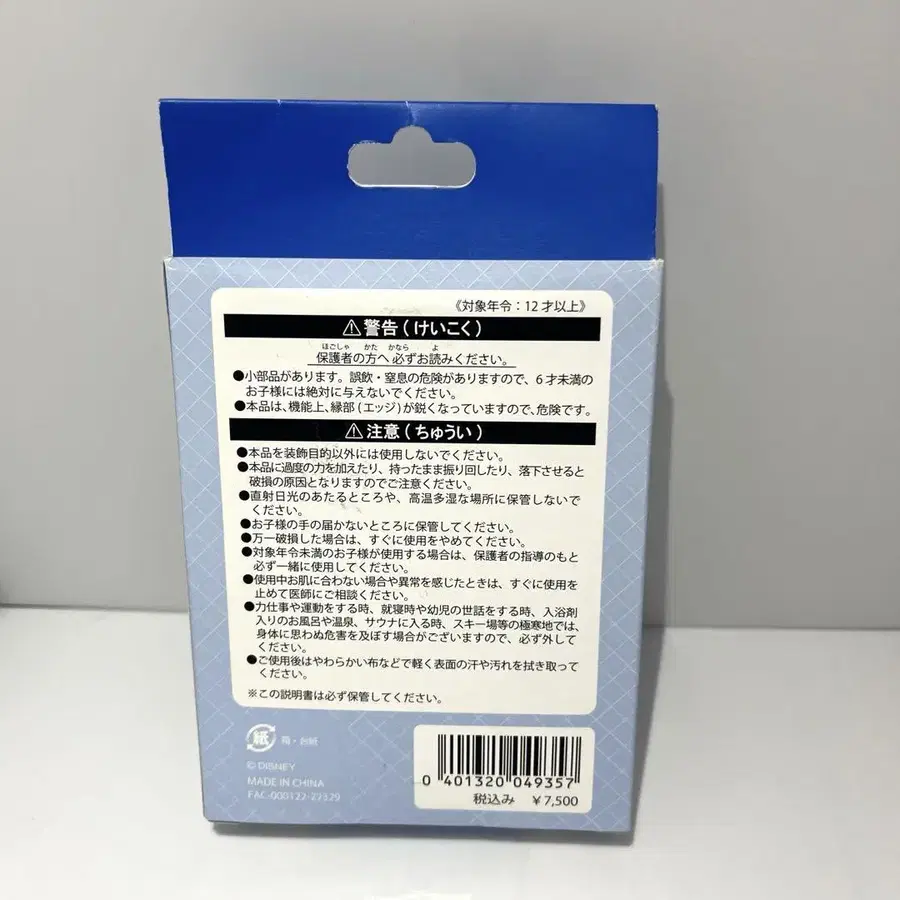 《対象年令：12才以上》
⚠警告(けいこく)
保護者の方へ 必ずお読みください。
●小部品があります。誤飲・窒息の危険がありますので、6才未満の
お子様には絶対に与えないでください。
●本品は、機能上、縁部(エッジ)が鋭くなっていますので、危険です。
⚠注意(ちゅうい)
●本品を装飾目的以外には使用しないでください。
●本品に過度の力を加えたり、持ったまま振り回したり、落下させると
破損の原因となりますのでご注意ください。
●直射日光のあたるところや、高温多湿な場所に保管しないで
ください。
●お子様の手の届かないところに保管してください。
●万一破損した場合は、すぐに使用をやめてください。
●対象年令未満のお子様が使用する場合は、保護者の指導のもと
必ず一緒に使用してください。
●使用中お肌に合わない場合や異常を感じたときは、すぐに使用を
止めて医師にご相談ください。
●力仕事や運動をする時、就寝時や幼児の世話をする時、入浴剤
入りのお風呂や温泉、サウナに入る時、スキー場等の極寒地では、
身体に思わぬ危害を及ぼす場合がございますので、必ず外して
ください。
●ご使用後はやわらかい布などで軽く表面の汗や汚れを拭き取って
ください。
※この説明書は必ず保管してください。
紙 箱・台紙
© DISNEY
MADE IN CHINA
0 401320 049357
税込み ¥7,500